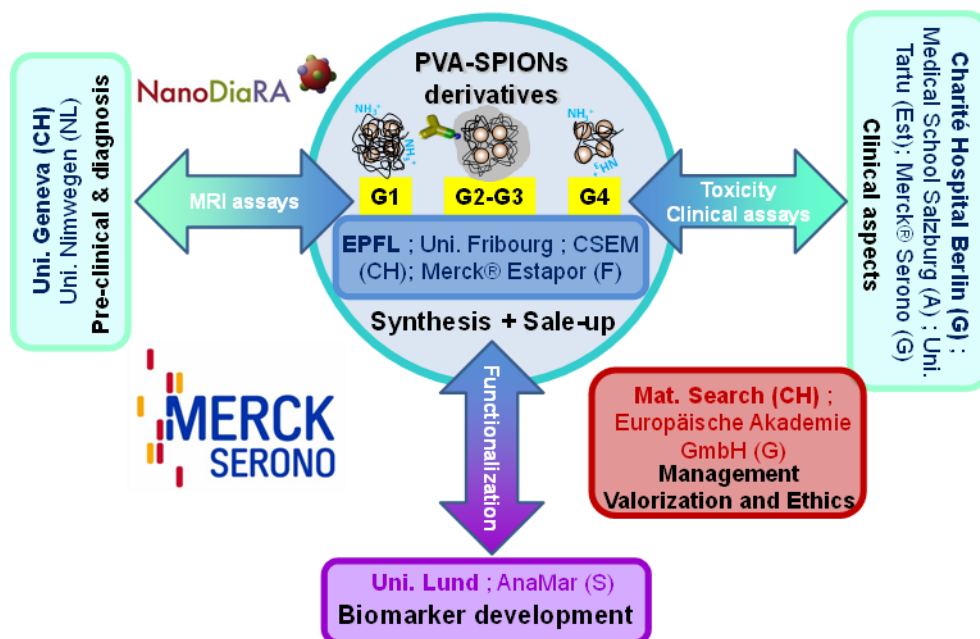 NanoDiaRA
Uni. Geneva (CH)
Uni. Nimwegen (NL)
Pre-clinical & diagnosis
MRI assays
PVA-SPIONs
derivatives
NH₃⁺
NH₃⁺
NH₃⁺
NH₃⁺
G1
G2-G3
G4
EPFL ; Uni. Fribourg ; CSEM
(CH); Merck® Estapor (F)
Synthesis + Sale-up
Toxicity
Clinical assays
Charité Hospital Berlin (G) ;
Medical School Salzburg (A) ; Uni.
Tartu (Est); Merck® Serono (G)
Clinical aspects
MERCK
SERONO
Functionalization
Mat. Search (CH) ;
Europäische Akademie
GmbH (G)
Management
Valorization and Ethics
Uni. Lund ; AnaMar (S)
Biomarker development